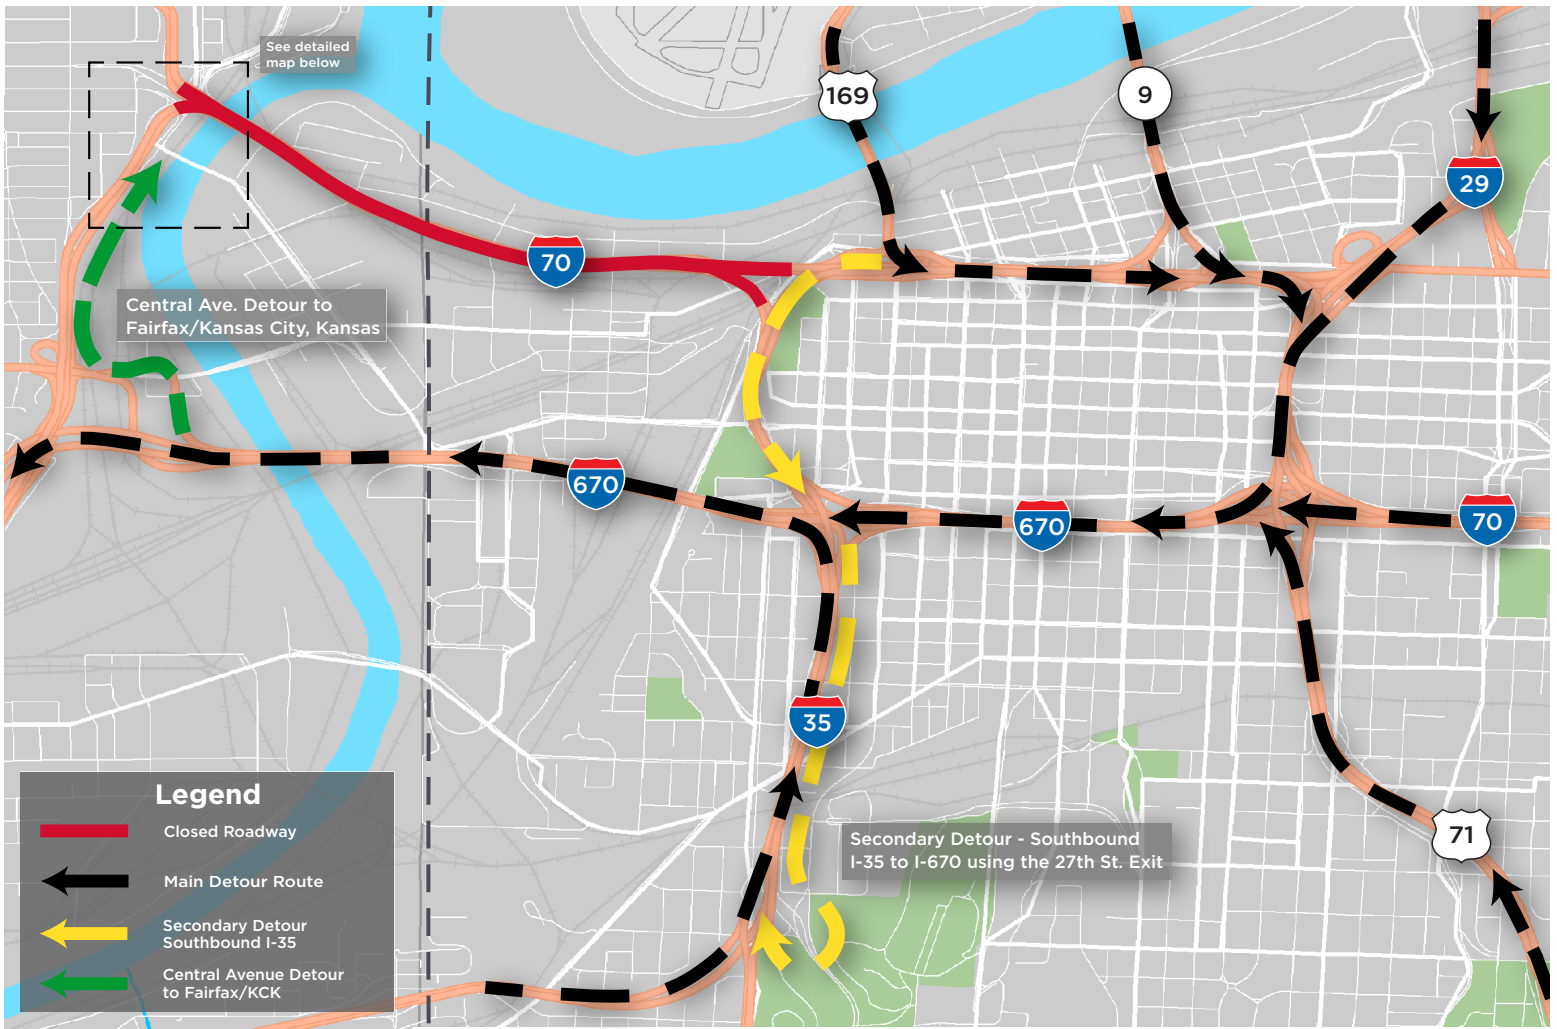 See detailed
map below
169
9
29
70
Central Ave. Detour to
Fairfax/Kansas City, Kansas
670
670
70
35
71
Secondary Detour - Southbound
I-35 to I-670 using the 27th St. Exit
Legend
Closed Roadway
Main Detour Route
Secondary Detour
Southbound I-35
Central Avenue Detour
to Fairfax/KCK